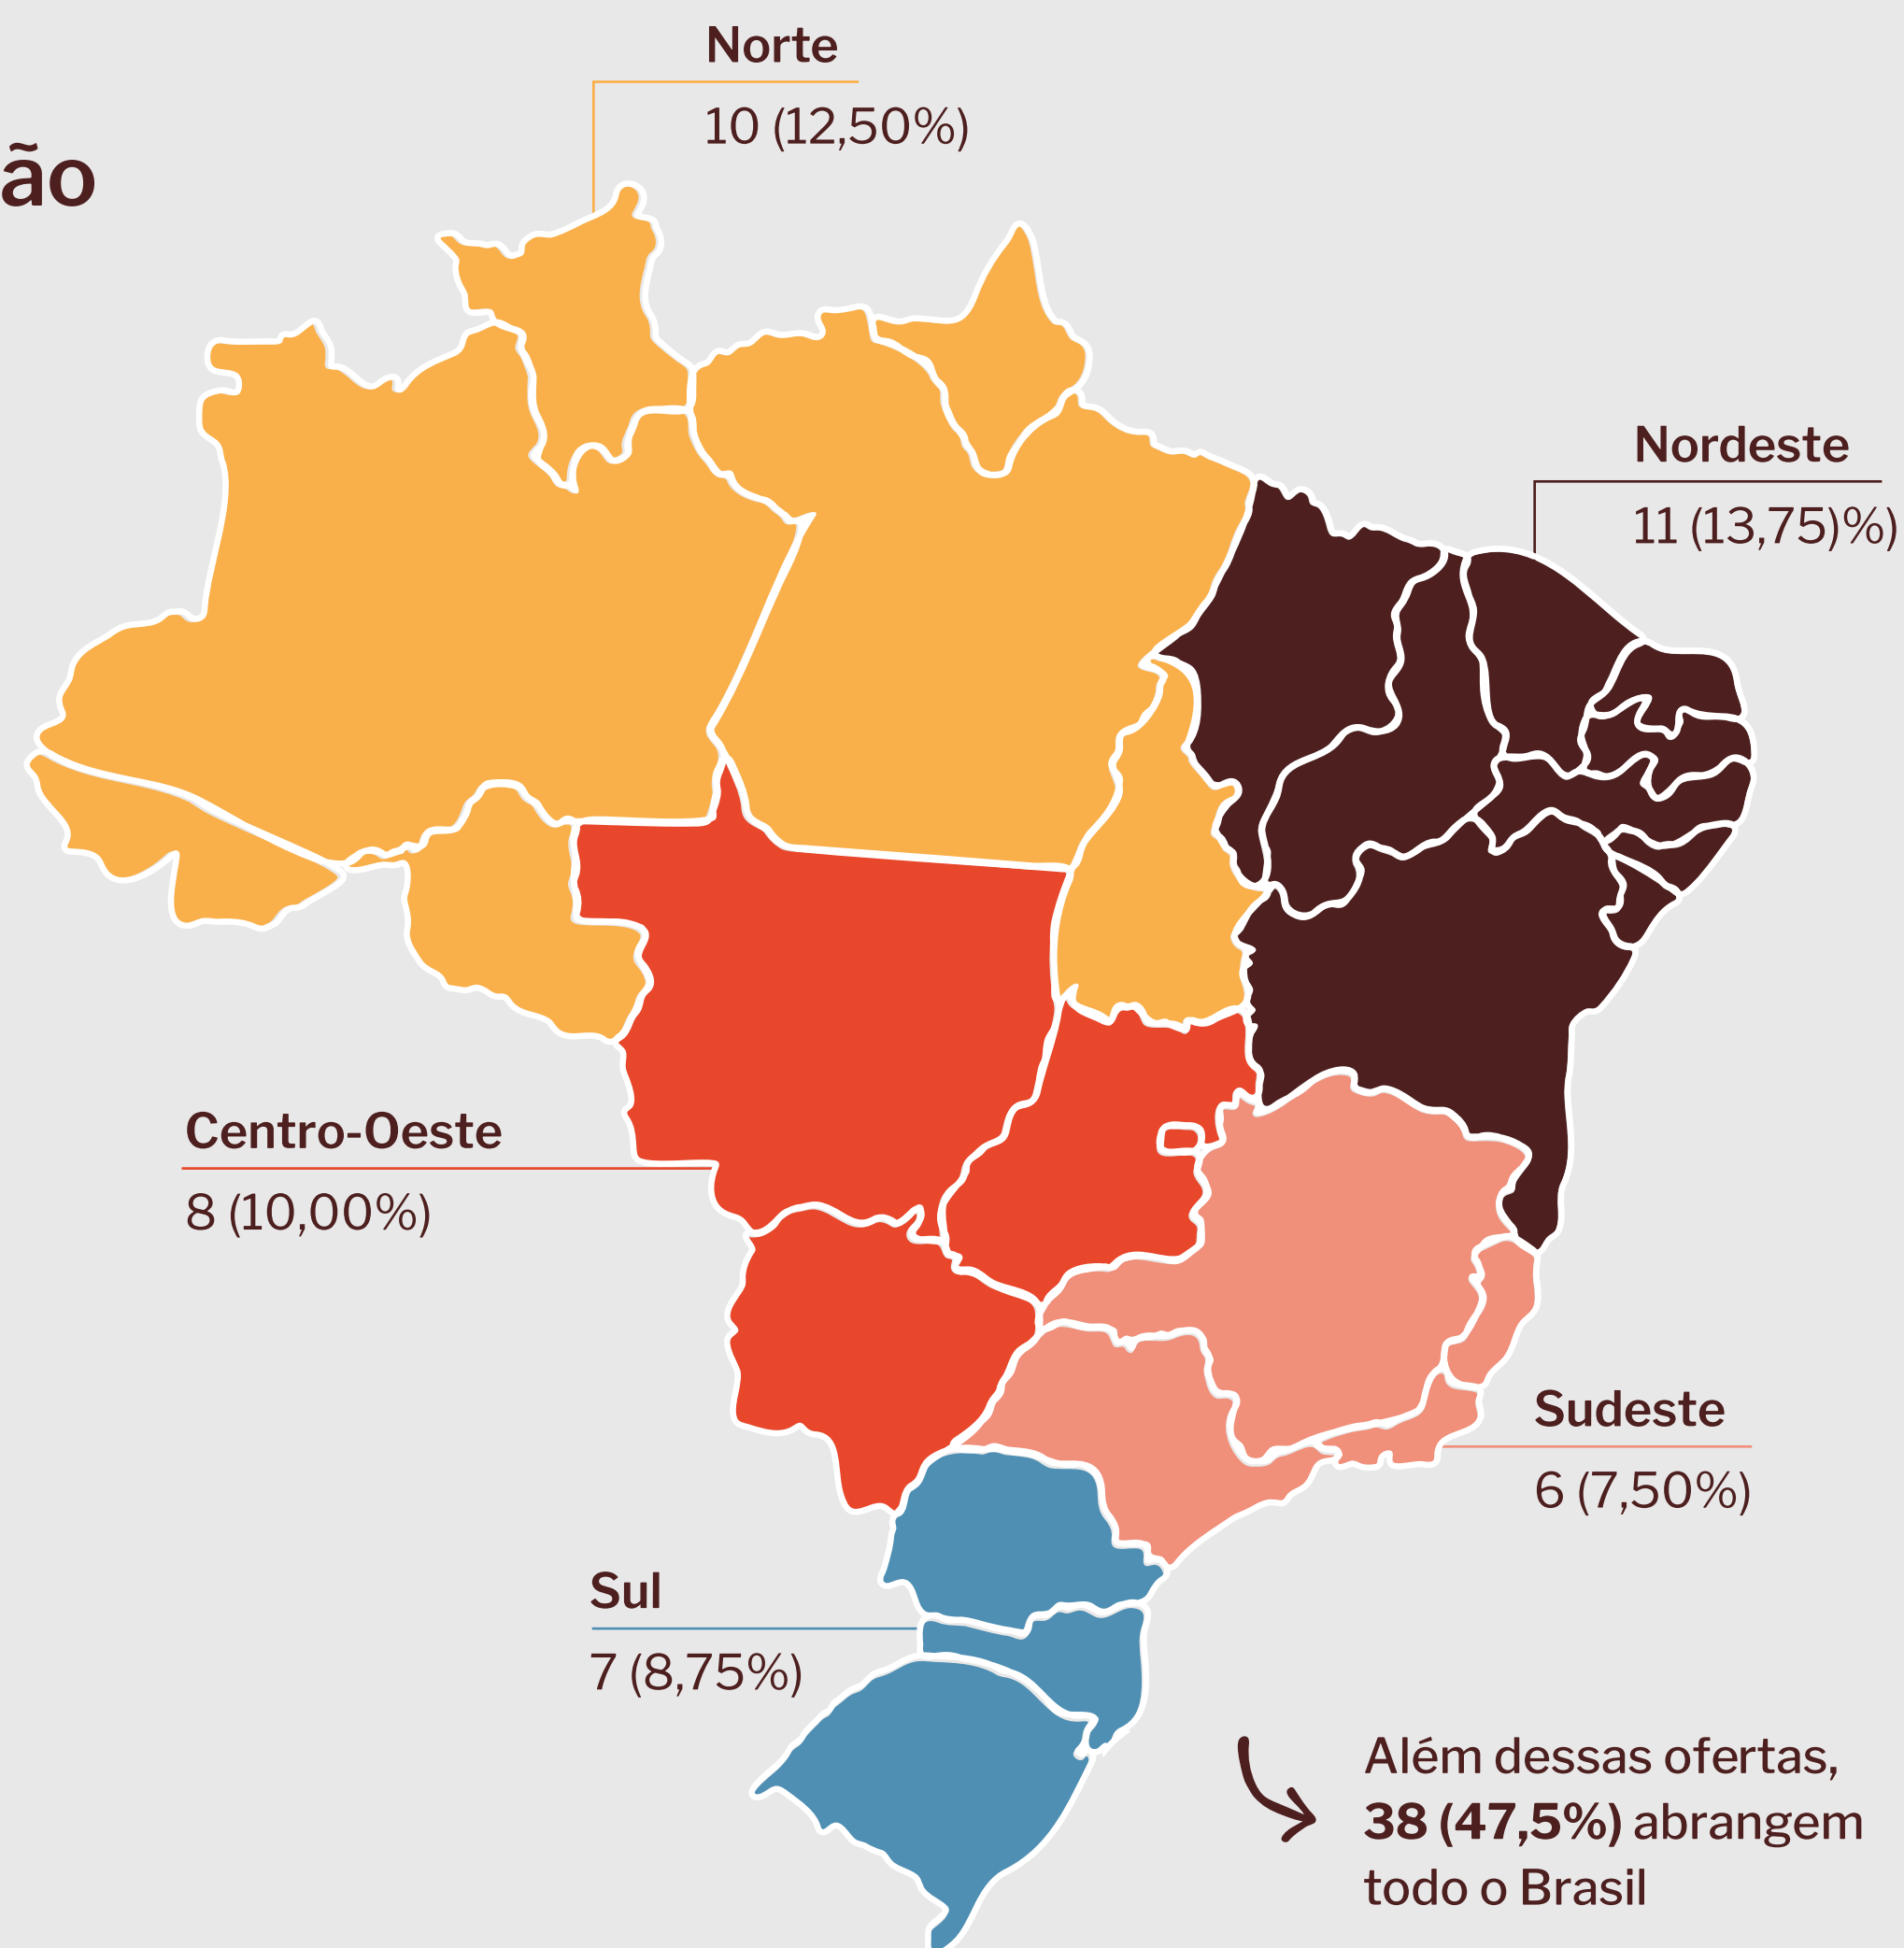 Norte
10 (12,50%)
ão
Nordeste
11 (13,75)%)
Centro-Oeste
8 (10,00%)
Sudeste
6 (7,50%)
Sul
7 (8,75%)
Além dessas ofertas,
38 (47,5%) abrangem
todo o Brasil